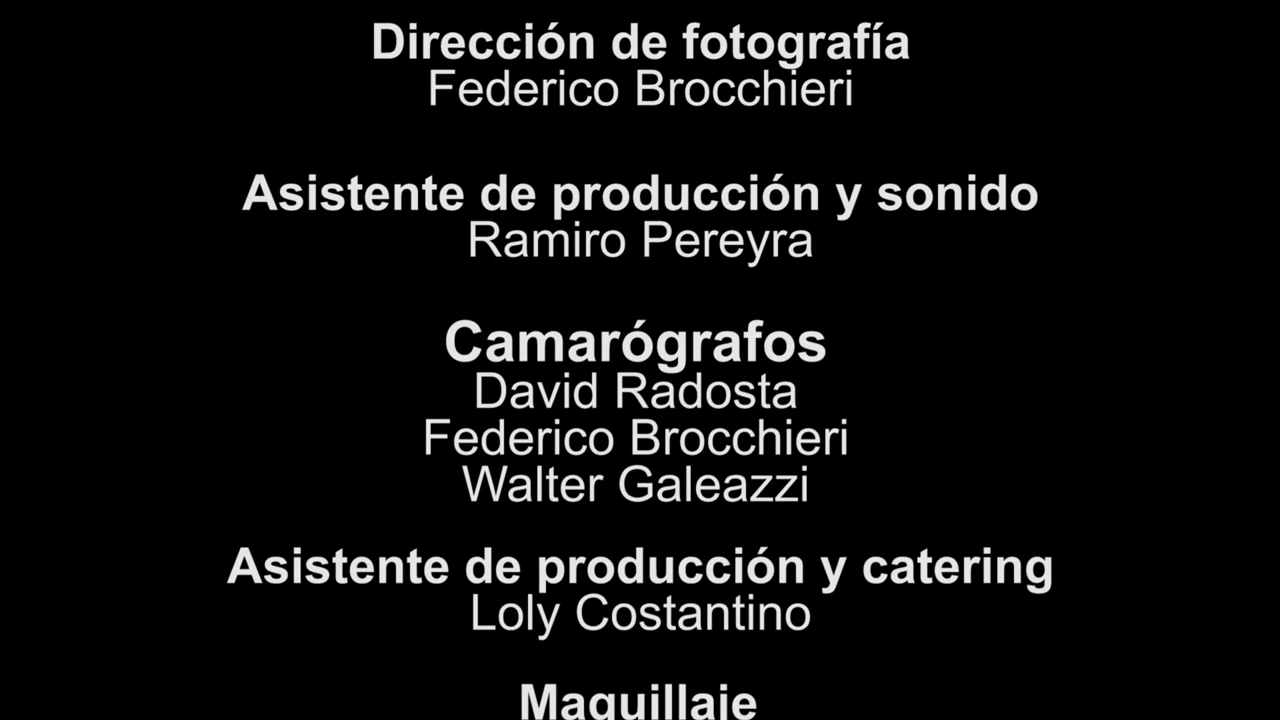 Dirección de fotografía
Federico Brocchieri
Asistente de producción y sonido
Ramiro Pereyra
Camarógrafos
David Radosta
Federico Brocchieri
Walter Galeazzi
Asistente de producción y catering
Loly Costantino
Maquillaje